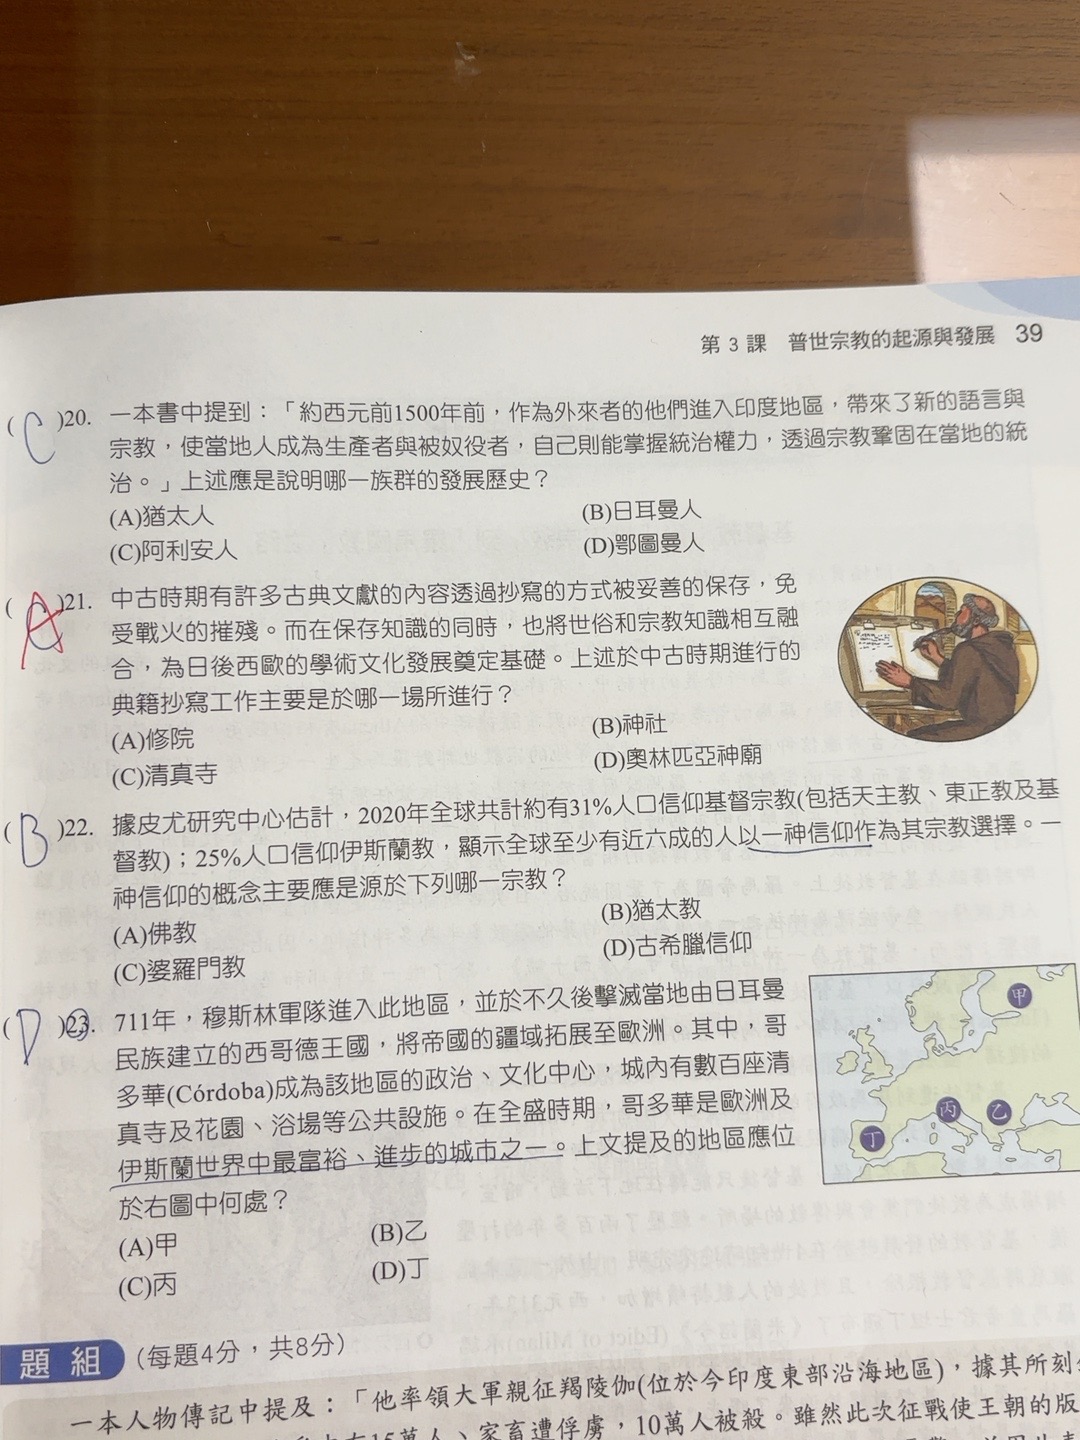 第 3 課　普世宗教的起源與發展　39
( C )20. 一本書中提到：「約西元前1500年前，作為外來者的他們進入印度地區，帶來了新的語言與
宗教，使當地人成為生產者與被奴役者，自己則能掌握統治權力，透過宗教鞏固在當地的統
治。」上述應是說明哪一族群的發展歷史？
(A)猶太人　(B)日耳曼人
(C)阿利安人　(D)鄂圖曼人
( A )21. 中古時期有許多古典文獻的內容透過抄寫的方式被妥善的保存，免
受戰火的摧殘。而在保存知識的同時，也將世俗和宗教知識相互融
合，為日後西歐的學術文化發展奠定基礎。上述於中古時期進行的
典籍抄寫工作主要是於哪一場所進行？
(A)修院　(B)神社
(C)清真寺　(D)奧林匹亞神廟
( B )22. 據皮尤研究中心估計，2020年全球共計約有31%人口信仰基督宗教(包括天主教、東正教及基
督教)；25%人口信仰伊斯蘭教，顯示全球至少有近六成的人以一神信仰作為其宗教選擇。一
神信仰的概念主要應是源於下列哪一宗教？
(A)佛教　(B)猶太教
(C)婆羅門教　(D)古希臘信仰
( D )23. 711年，穆斯林軍隊進入此地區，並於不久後擊滅當地由日耳曼
民族建立的西哥德王國，將帝國的疆域拓展至歐洲。其中，哥
多華(Córdoba)成為該地區的政治、文化中心，城內有數百座清
真寺及花園、浴場等公共設施。在全盛時期，哥多華是歐洲及
伊斯蘭世界中最富裕、進步的城市之一。上文提及的地區應位
於右圖中何處？
(A)甲　(B)乙
(C)丙　(D)丁
甲
丙　乙
丁
題組　(每題4分，共8分)
一本人物傳記中提及：「他率領大軍親征羯陵伽(位於今印度東部沿海地區)，據其所刻
15萬人、家畜遭俘虜，10萬人被殺。雖然此次征戰使王朝的版